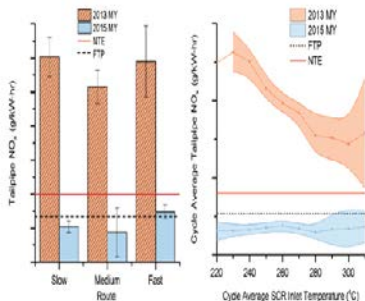 2013 MY
2015 MY
NTE
FTP
Tailpipe NOx (g/kW-hr)
Slow
Medium
Fast
Route
2013 MY
2015 MY
FTP
NTE
Cycle Average Tailpipe NOx (g/kW-hr)
220
240
260
280
300
Cycle Average SCR Inlet Temperature (°C)